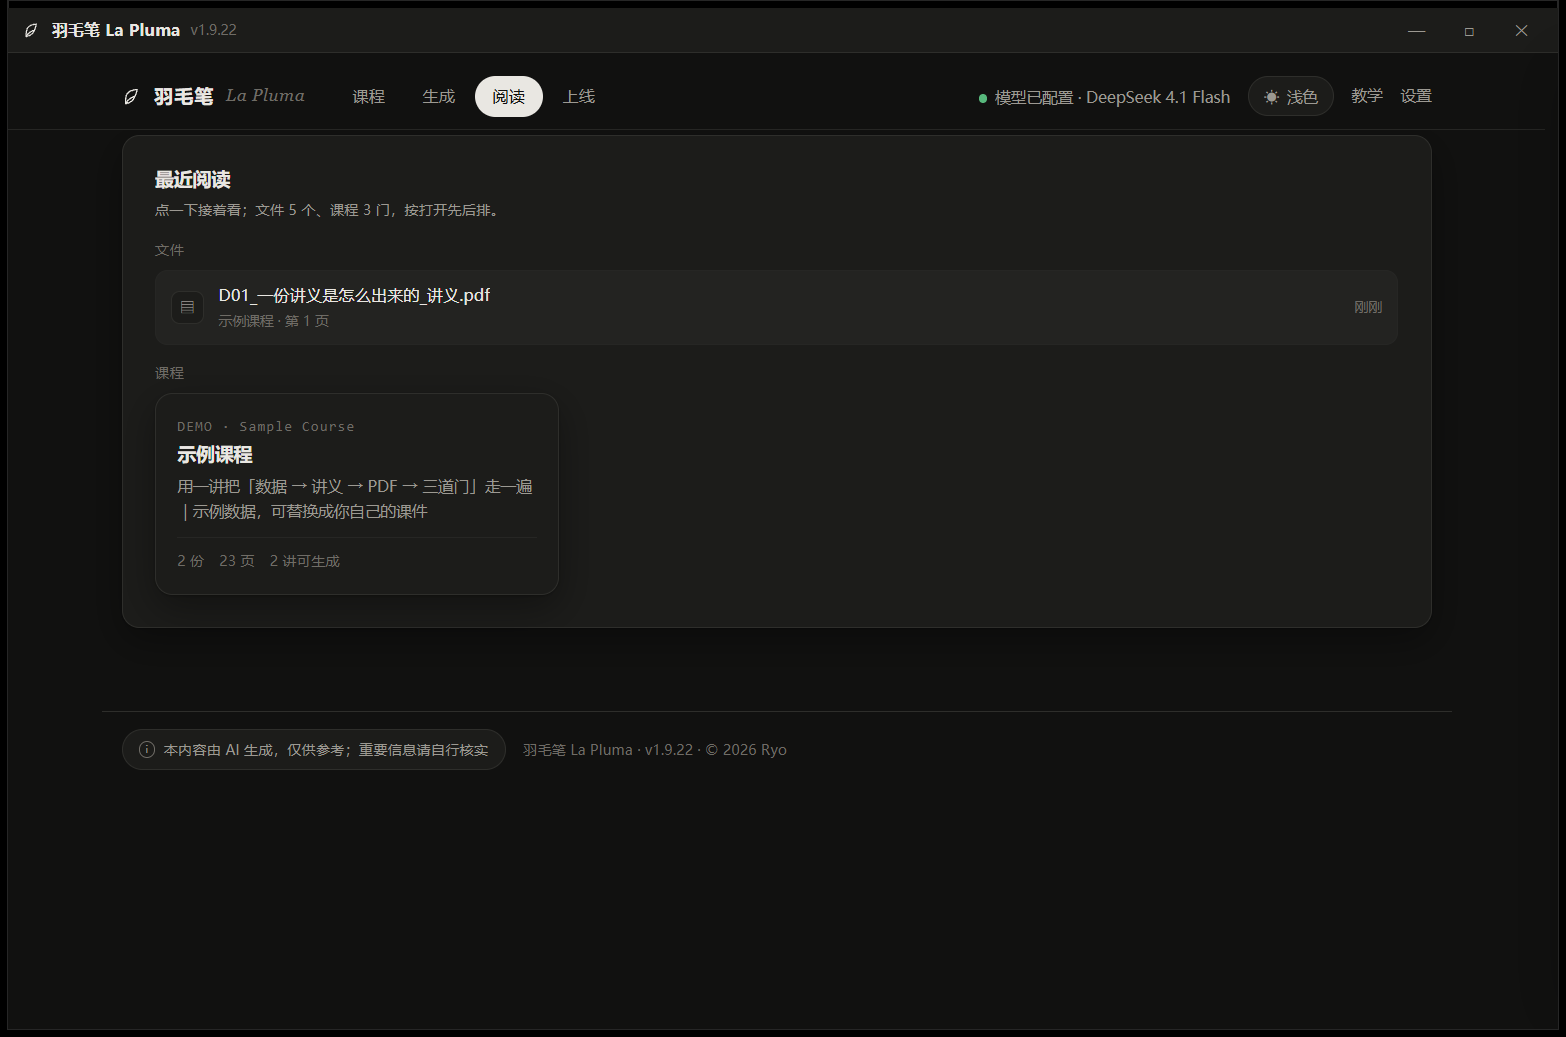 羽毛笔 La Pluma v1.9.22
羽毛笔 La Pluma 课程 生成 阅读 上线 模型已配置 · DeepSeek 4.1 Flash 浅色 教学 设置
最近阅读
点一下接着看；文件 5 个、课程 3 门，按打开先后排。
文件
D01_一份讲义是怎么出来的_讲义.pdf
示例课程 · 第 1 页
刚刚
课程
DEMO · Sample Course
示例课程
用一讲把「数据 → 讲义 → PDF → 三道门」走一遍
｜示例数据，可替换成你自己的课件
2 份 23 页 2 讲可生成
本内容由 AI 生成，仅供参考；重要信息请自行核实 羽毛笔 La Pluma · v1.9.22 · © 2026 Ryo